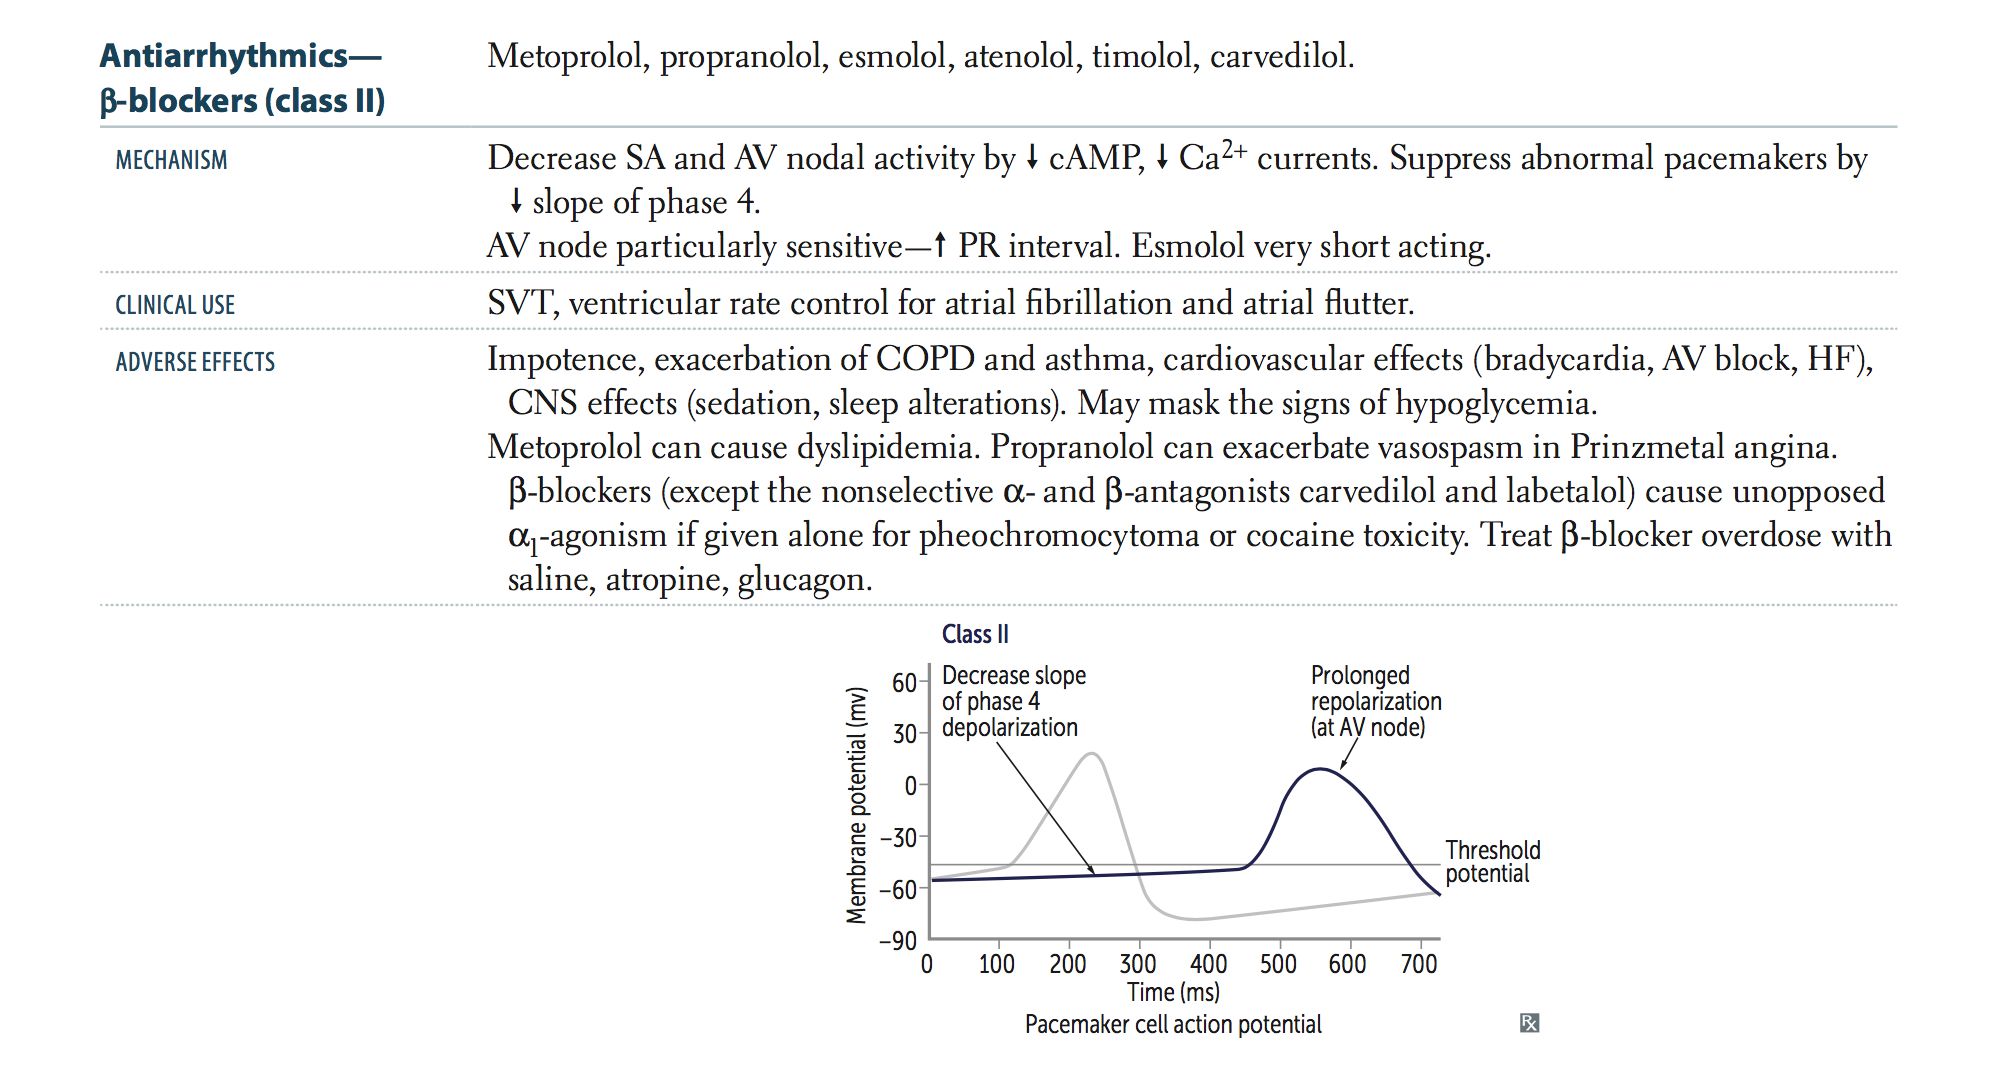 Antiarrhythmics—
β-blockers (class II)
Metoprolol, propranolol, esmolol, atenolol, timolol, carvedilol.
MECHANISM
Decrease SA and AV nodal activity by ↓ cAMP, ↓ Ca2+ currents. Suppress abnormal pacemakers by
↓ slope of phase 4.
AV node particularly sensitive—↑ PR interval. Esmolol very short acting.
CLINICAL USE
SVT, ventricular rate control for atrial fibrillation and atrial flutter.
ADVERSE EFFECTS
Impotence, exacerbation of COPD and asthma, cardiovascular effects (bradycardia, AV block, HF),
CNS effects (sedation, sleep alterations). May mask the signs of hypoglycemia.
Metoprolol can cause dyslipidemia. Propranolol can exacerbate vasospasm in Prinzmetal angina.
β-blockers (except the nonselective α- and β-antagonists carvedilol and labetalol) cause unopposed
α1-agonism if given alone for pheochromocytoma or cocaine toxicity. Treat β-blocker overdose with
saline, atropine, glucagon.
Class II
Decrease slope
of phase 4
depolarization
Prolonged
repolarization
(at AV node)
Membrane potential (mv)
60
30
0
–30
–60
–90
Threshold
potential
0 100 200 300 400 500 600 700
Time (ms)
Pacemaker cell action potential
Rx